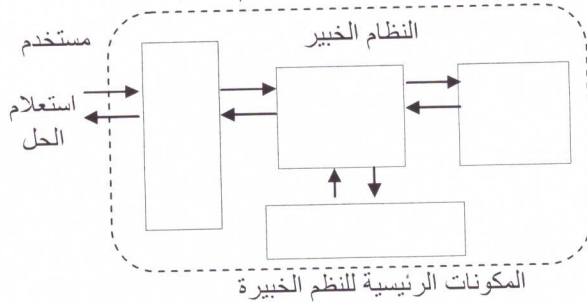 النظام الخبير
مستخدم
استعلام
الحل
المكونات الرئيسية للنظم الخبيرة